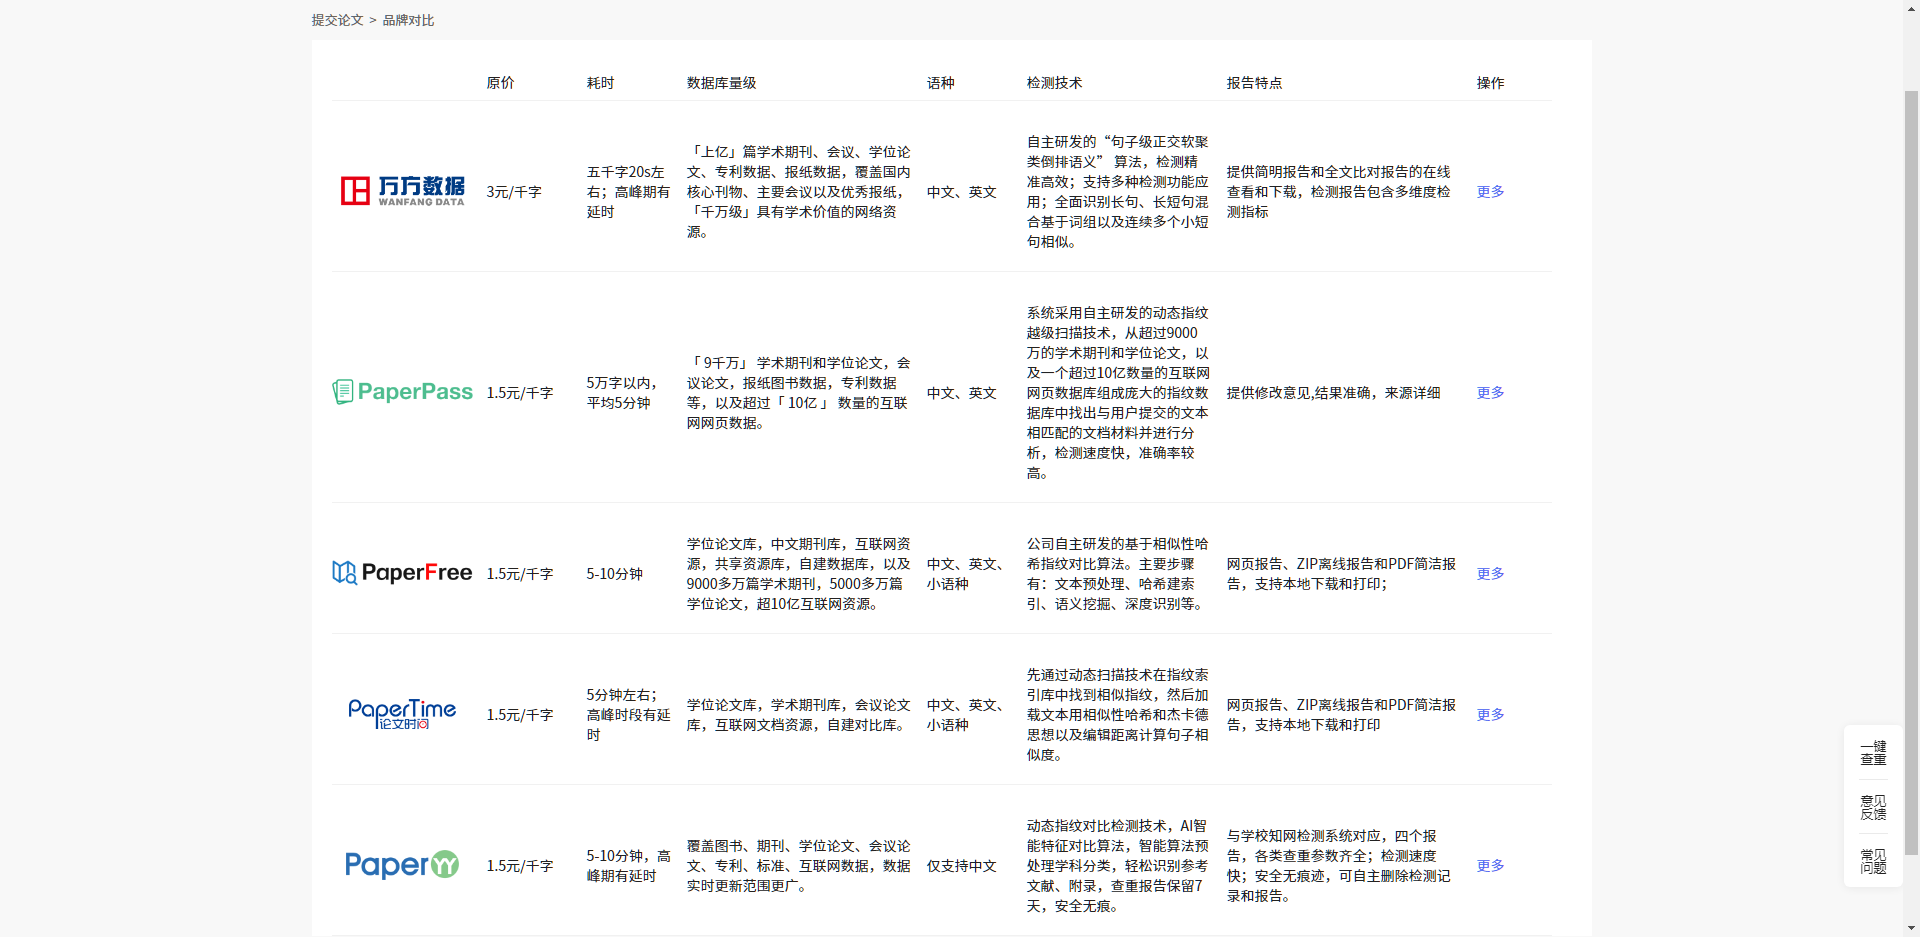 提交论文 > 品牌对比
原价 耗时 数据库量级 语种 检测技术 报告特点 操作
万方数据
WANFANG DATA
3元/千字
五千字20s左
右；高峰期有
延时
「上亿」篇学术期刊、会议、学位论
文、专利数据、报纸数据，覆盖国内
核心刊物、主要会议以及优秀报纸，
「千万级」具有学术价值的网络资
源。
中文、英文
自主研发的“句子级正交软聚
类倒排语义” 算法，检测精
准高效；支持多种检测功能应
用；全面识别长句、长短句混
合基于词组以及连续多个小短
句相似。
提供简明报告和全文比对报告的在线
查看和下载，检测报告包含多维度检
测指标
更多
PaperPass
1.5元/千字
5万字以内，
平均5分钟
「 9千万」 学术期刊和学位论文，会
议论文，报纸图书数据，专利数据
等，以及超过「 10亿 」 数量的互联
网网页数据。
中文、英文
系统采用自主研发的动态指纹
越级扫描技术，从超过9000
万的学术期刊和学位论文，以
及一个超过10亿数量的互联网
网页数据库组成庞大的指纹数
据库中找出与用户提交的文本
相匹配的文档材料并进行分
析，检测速度快，准确率较
高。
提供修改意见,结果准确，来源详细
更多
PaperFree
1.5元/千字
5-10分钟
学位论文库，中文期刊库，互联网资
源，共享资源库，自建数据库，以及
9000多万篇学术期刊，5000多万篇
学位论文，超10亿互联网资源。
中文、英文、
小语种
公司自主研发的基于相似性哈
希指纹对比算法。主要步骤
有：文本预处理、哈希建索
引、语义挖掘、深度识别等。
网页报告、ZIP离线报告和PDF简洁报
告，支持本地下载和打印；
更多
PaperTime
论文时间
1.5元/千字
5分钟左右；
高峰时段有延
时
学位论文库，学术期刊库，会议论文
库，互联网文档资源，自建对比库。
中文、英文、
小语种
先通过动态扫描技术在指纹索
引库中找到相似指纹，然后加
载文本用相似性哈希和杰卡德
思想以及编辑距离计算句子相
似度。
网页报告、ZIP离线报告和PDF简洁报
告，支持本地下载和打印
更多
PaperYY
1.5元/千字
5-10分钟，高
峰期有延时
覆盖图书、期刊、学位论文、会议论
文、专利、标准、互联网数据，数据
实时更新范围更广。
仅支持中文
动态指纹对比检测技术，AI智
能特征对比算法，智能算法预
处理学科分类，轻松识别参考
文献、附录，查重报告保留7
天，安全无痕。
与学校知网检测系统对应，四个报
告，各类查重参数齐全；检测速度
快；安全无痕迹，可自主删除检测记
录和报告。
更多
一键
查重
意见
反馈
常见
问题